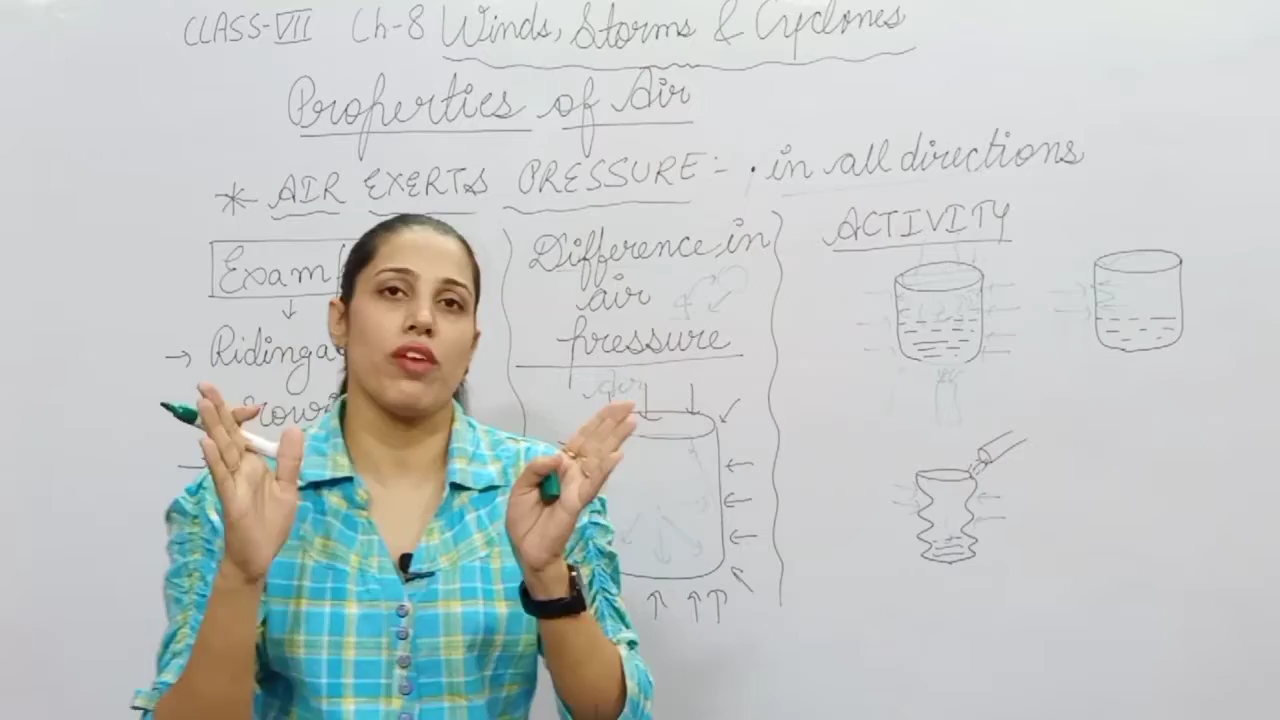 CLASS-VII Ch-8 Winds, Storms & Cyclones
Properties of Air
* AIR EXERTS PRESSURE :- • in all directions
Exam
→ Riding a
Difference in
air
pressure
Air
ACTIVITY